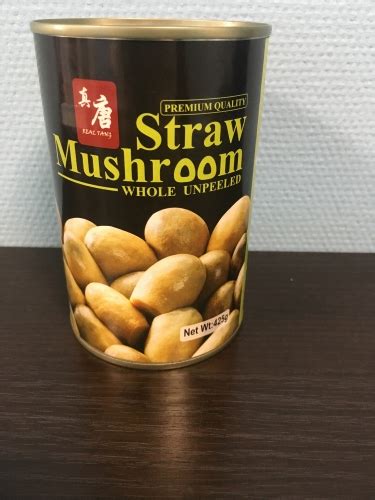 真唐
REAL TANG
PREMIUM QUALITY
Straw
Mushroom
WHOLE UNPEELED
Net Wt:425g